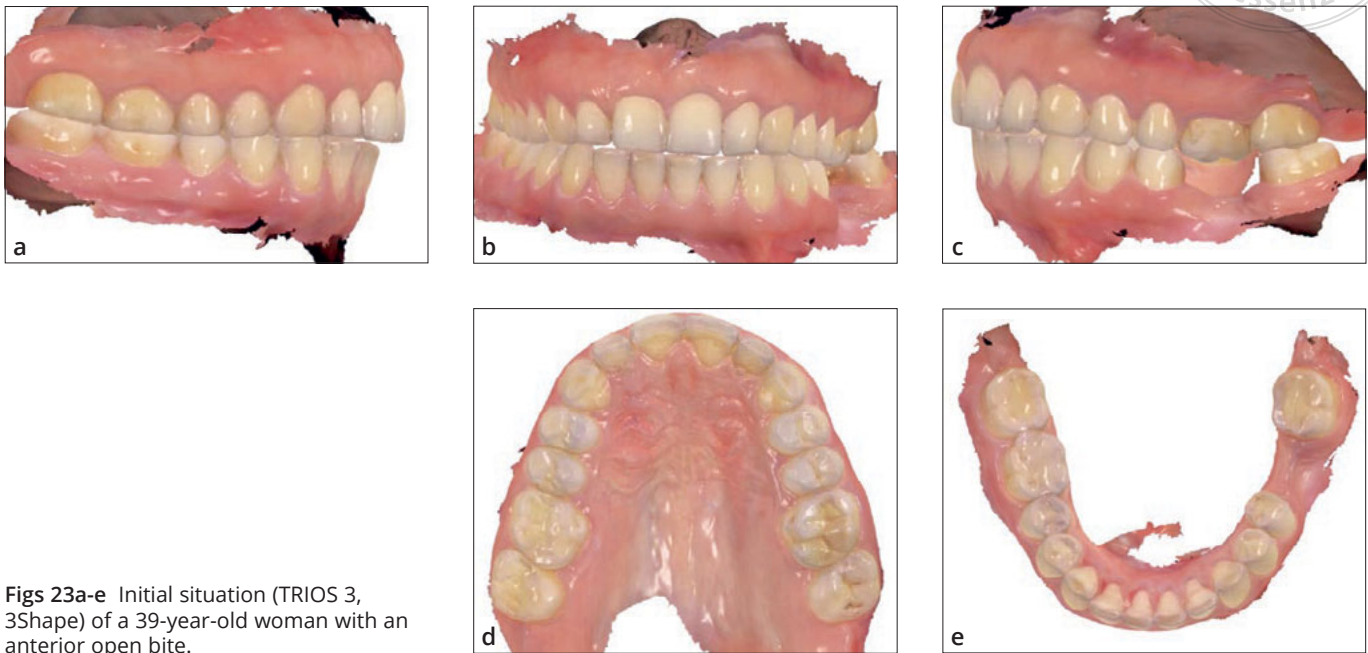 a
b
c
d
e
Figs 23a-e Initial situation (TRIOS 3,
3Shape) of a 39-year-old woman with an
anterior open bite.